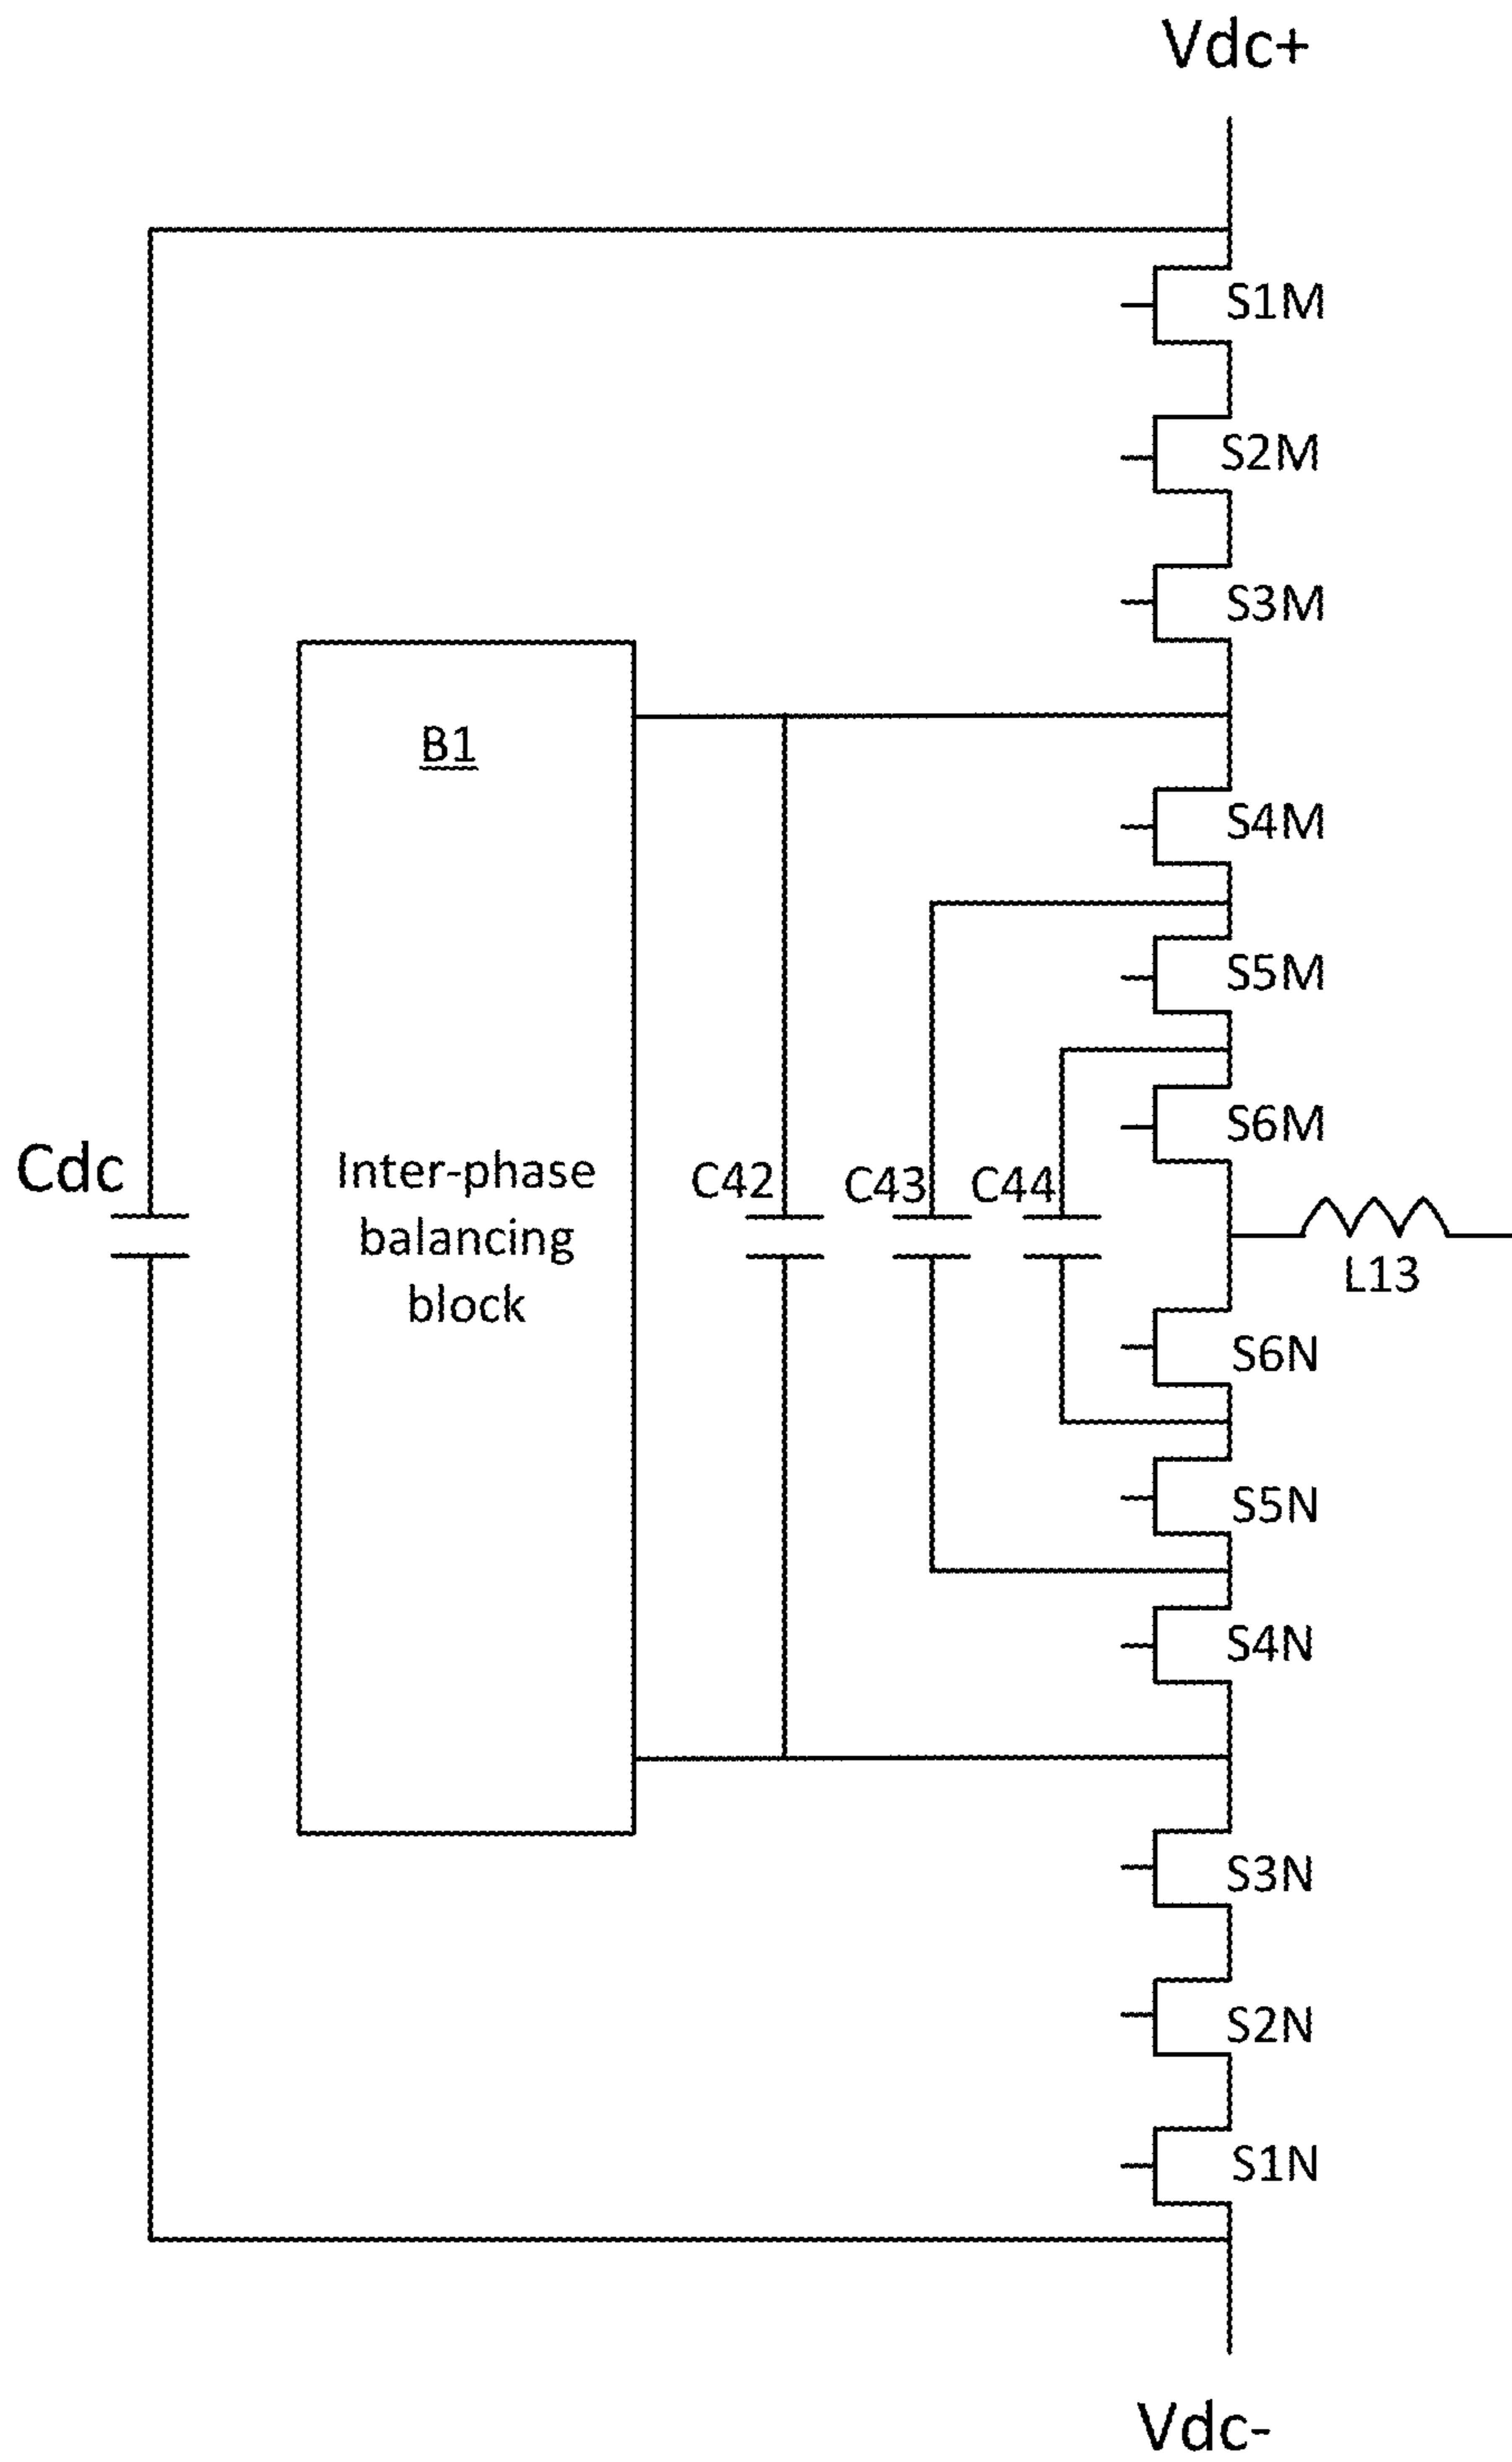 Vdc+
S1M
S2M
S3M
B1
S4M
S5M
S6M
Cdc
Inter-phase
balancing
block
C42
C43
C44
L13
S6N
S5N
S4N
S3N
S2N
S1N
Vdc-